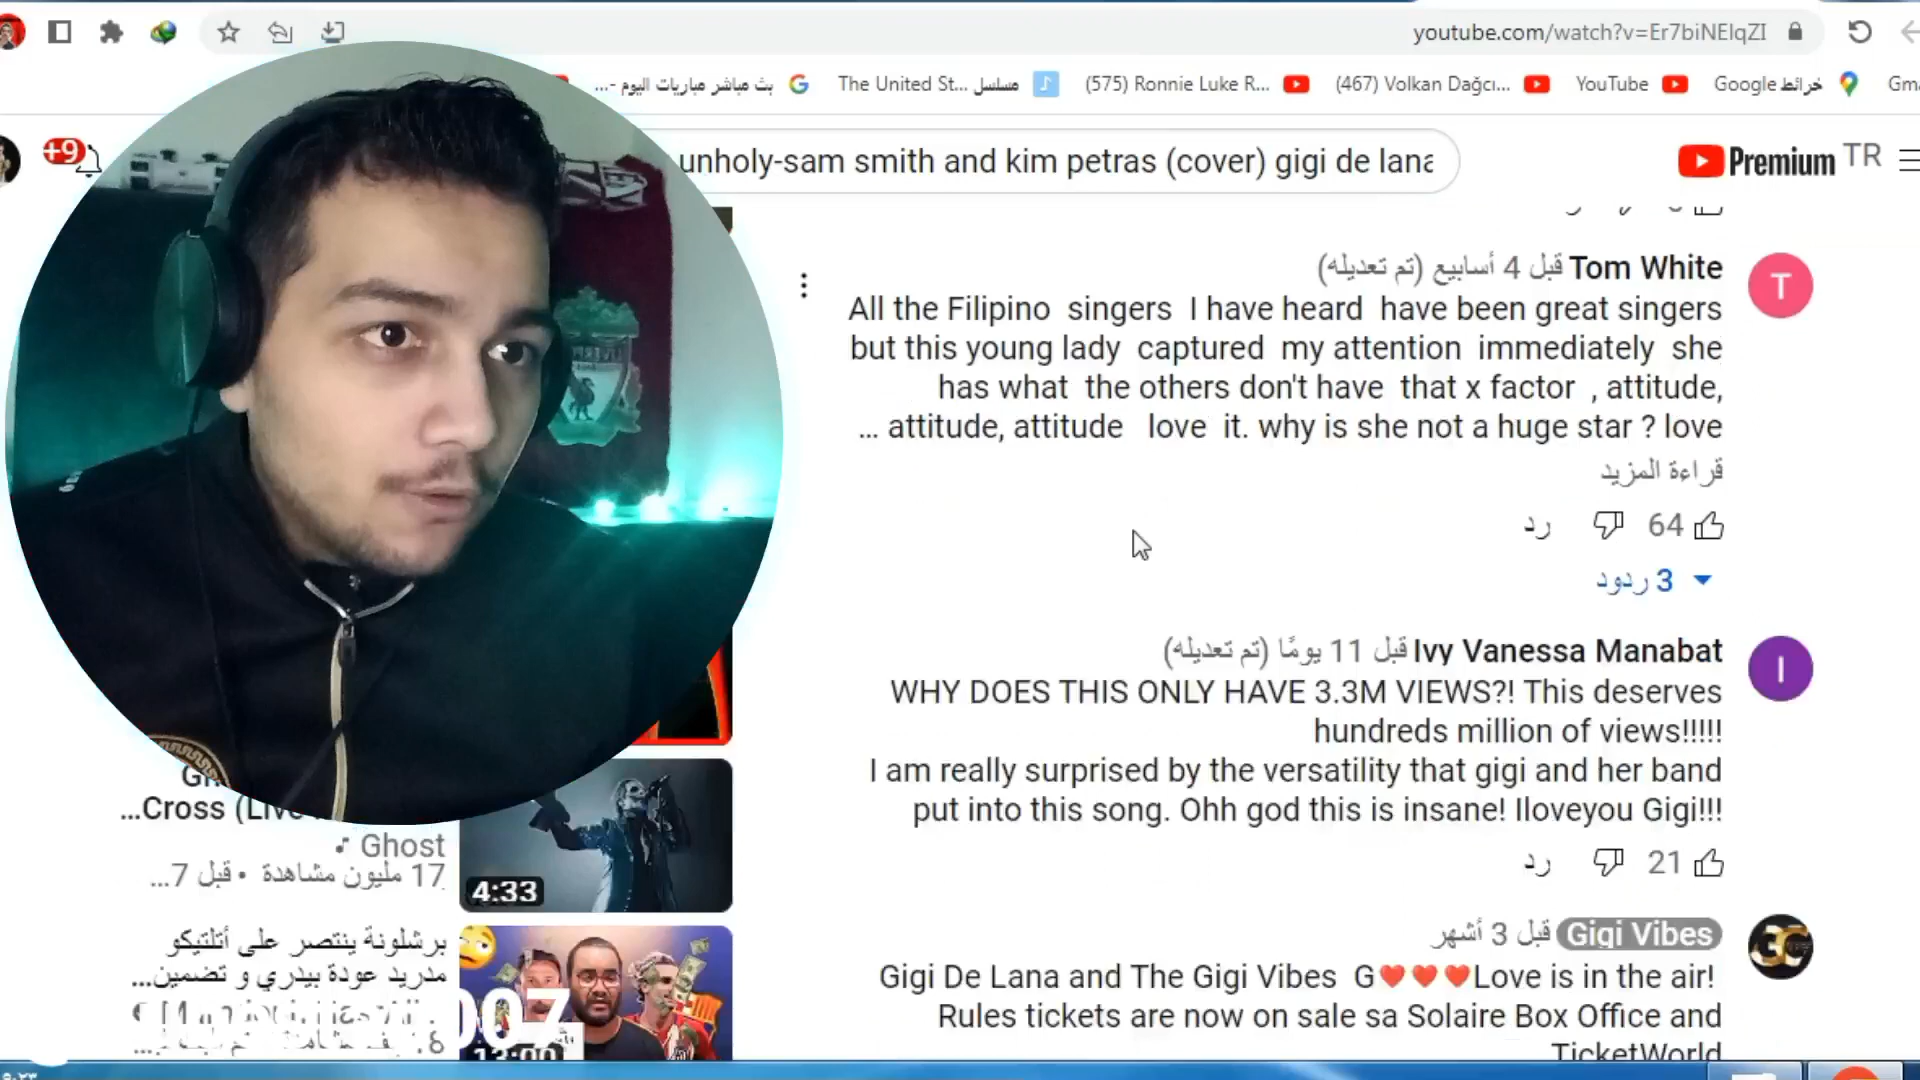 youtube.com/watch?v=Er7biNElqZI
بث مباشر مباريات اليوم -...
The United St... مسلسل
(575) Ronnie Luke R...
(467) Volkan Dağcı...
YouTube
خرائط Google
+9
unholy-sam smith and kim petras (cover) gigi de lana
Premium TR
Tom White قبل 4 أسابيع (تم تعديله)
T
All the Filipino singers I have heard have been great singers
but this young lady captured my attention immediately she
has what the others don't have that x factor , attitude,
... attitude, attitude love it. why is she not a huge star ? love
قراءة المزيد
64
رد
3 ردود
Ivy Vanessa Manabat قبل 11 يومًا (تم تعديله)
I
WHY DOES THIS ONLY HAVE 3.3M VIEWS?! This deserves
hundreds million of views!!!!!
I am really surprised by the versatility that gigi and her band
put into this song. Ohh god this is insane! Iloveyou Gigi!!!
21
رد
Gigi Vibes قبل 3 أشهر
Gigi De Lana and The Gigi Vibes G❤️❤️❤️Love is in the air!
Rules tickets are now on sale sa Solaire Box Office and
TicketWorld
...Cross (Live
Ghost
17 مليون مشاهدة • قبل 7...
4:33
برشلونة ينتصر على أتلتيكو
مدريد عودة بيدري و تضمين...
007
13:00